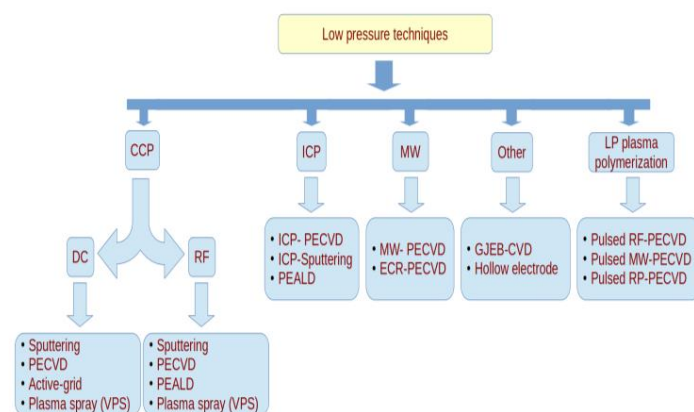 Low pressure techniques
CCP
ICP
MW
Other
LP plasma
polymerization
DC
RF
• ICP- PECVD
• ICP-Sputtering
• PEALD
• MW- PECVD
• ECR-PECVD
• GJEB-CVD
• Hollow electrode
• Pulsed RF-PECVD
• Pulsed MW-PECVD
• Pulsed RP-PECVD
• Sputtering
• PECVD
• Active-grid
• Plasma spray (VPS)
• Sputtering
• PECVD
• PEALD
• Plasma spray (VPS)